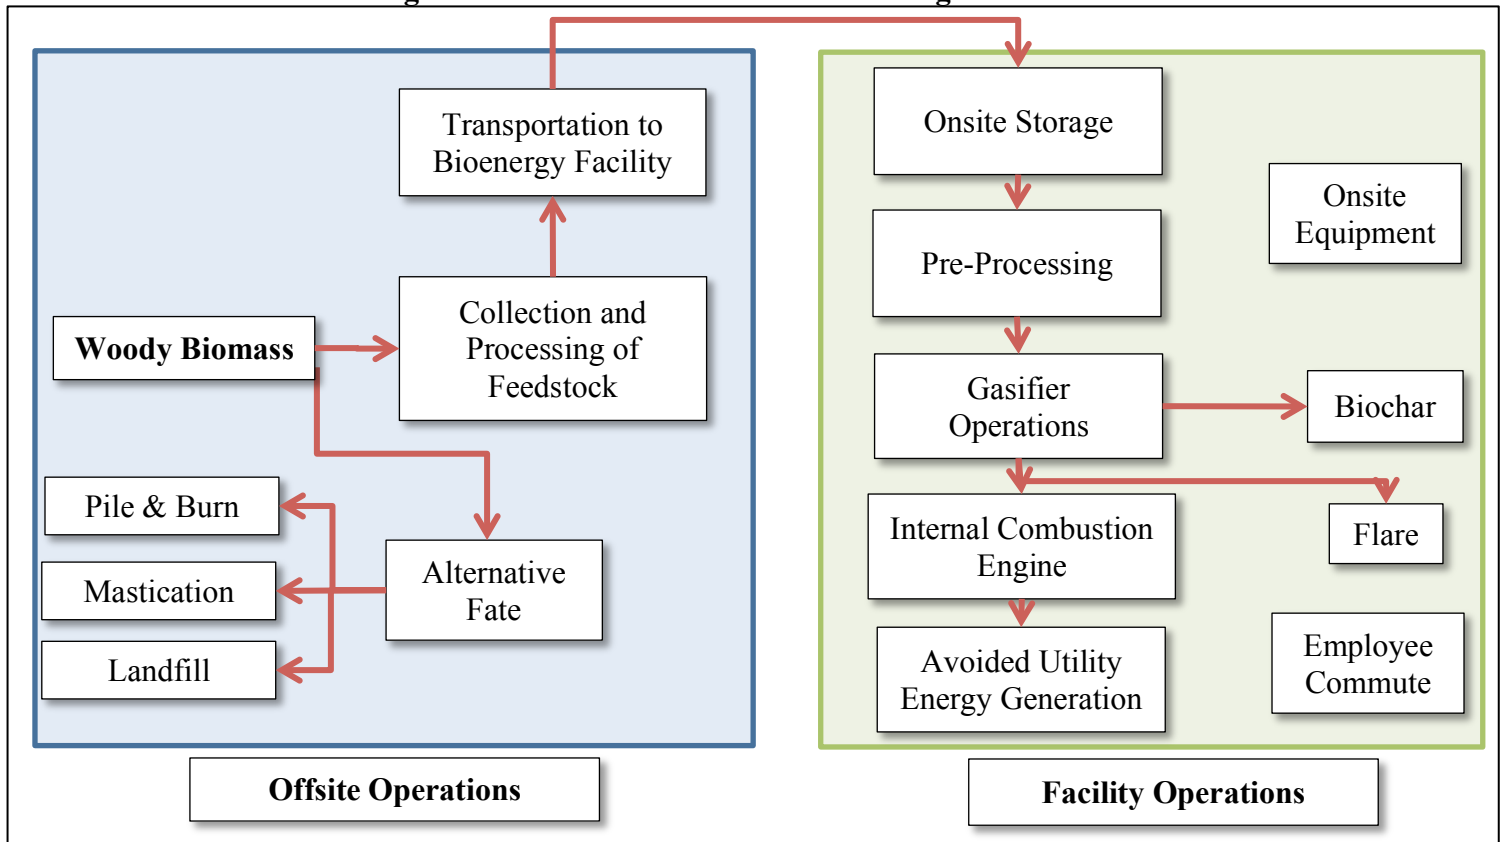 Transportation to
Bioenergy Facility
Collection and
Processing of
Feedstock
Woody Biomass
Pile & Burn
Mastication
Landfill
Alternative
Fate
Offsite Operations
Onsite Storage
Onsite
Equipment
Pre-Processing
Gasifier
Operations
Biochar
Internal Combustion
Engine
Flare
Avoided Utility
Energy Generation
Employee
Commute
Facility Operations